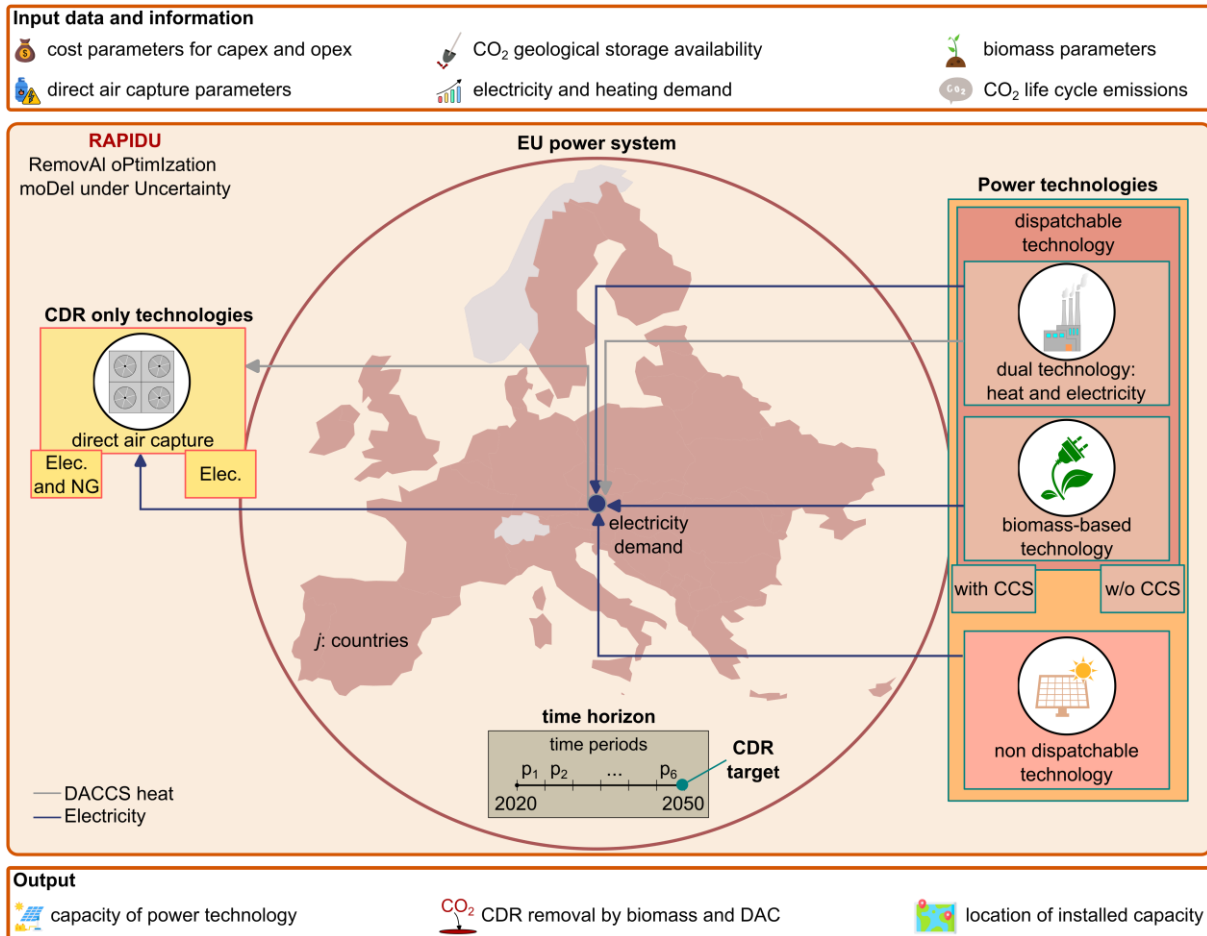 Input data and information
cost parameters for capex and opex
CO₂ geological storage availability
biomass parameters
direct air capture parameters
electricity and heating demand
CO₂
CO₂ life cycle emissions
RAPIDU
RemovAl oPtimIzation
moDel under Uncertainty
EU power system
Power technologies
dispatchable
technology
dual technology:
heat and electricity
biomass-based
technology
with CCS
w/o CCS
non dispatchable
technology
CDR only technologies
direct air capture
Elec.
and NG
Elec.
electricity
demand
j: countries
time horizon
time periods
p₁ p₂ ... p₆
2020 2050
CDR
target
DACCS heat
Electricity
Output
capacity of power technology
CO₂
CDR removal by biomass and DAC
location of installed capacity